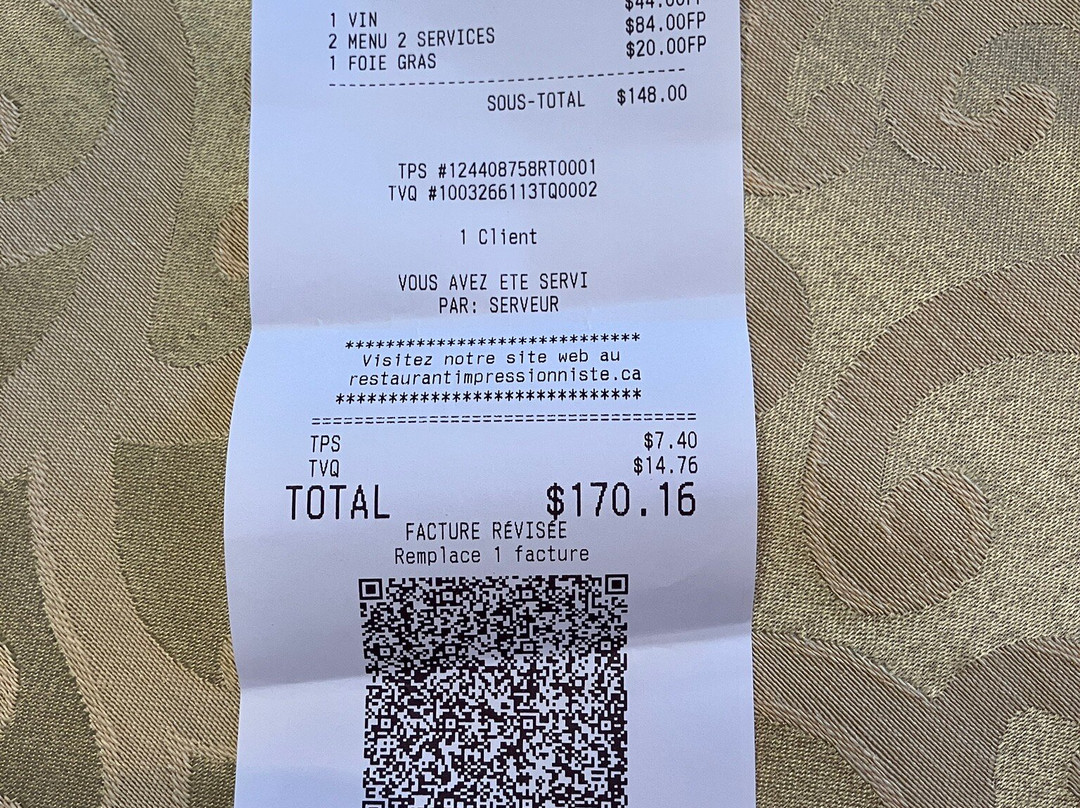 1 VIN $44.00FP
2 MENU 2 SERVICES $84.00FP
1 FOIE GRAS $20.00FP
SOUS-TOTAL $148.00
TPS #124408758RT0001
TVQ #1003266113TQ0002
1 Client
VOUS AVEZ ETE SERVI
PAR: SERVEUR
****************************
Visitez notre site web au
restaurantimpressionniste.ca
*****************************
======================================
TPS $7.40
TVQ $14.76
TOTAL $170.16
FACTURE RÉVISÉE
Remplace 1 facture